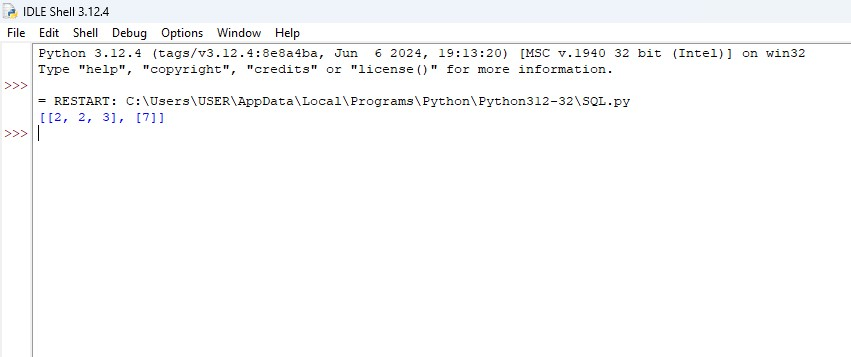 IDLE Shell 3.12.4
File Edit Shell Debug Options Window Help
Python 3.12.4 (tags/v3.12.4:8e8a4ba, Jun  6 2024, 19:13:20) [MSC v.1940 32 bit (Intel)] on win32
Type "help", "copyright", "credits" or "license()" for more information.
>>>
= RESTART: C:\Users\USER\AppData\Local\Programs\Python\Python312-32\SQL.py
[[2, 2, 3], [7]]
>>>